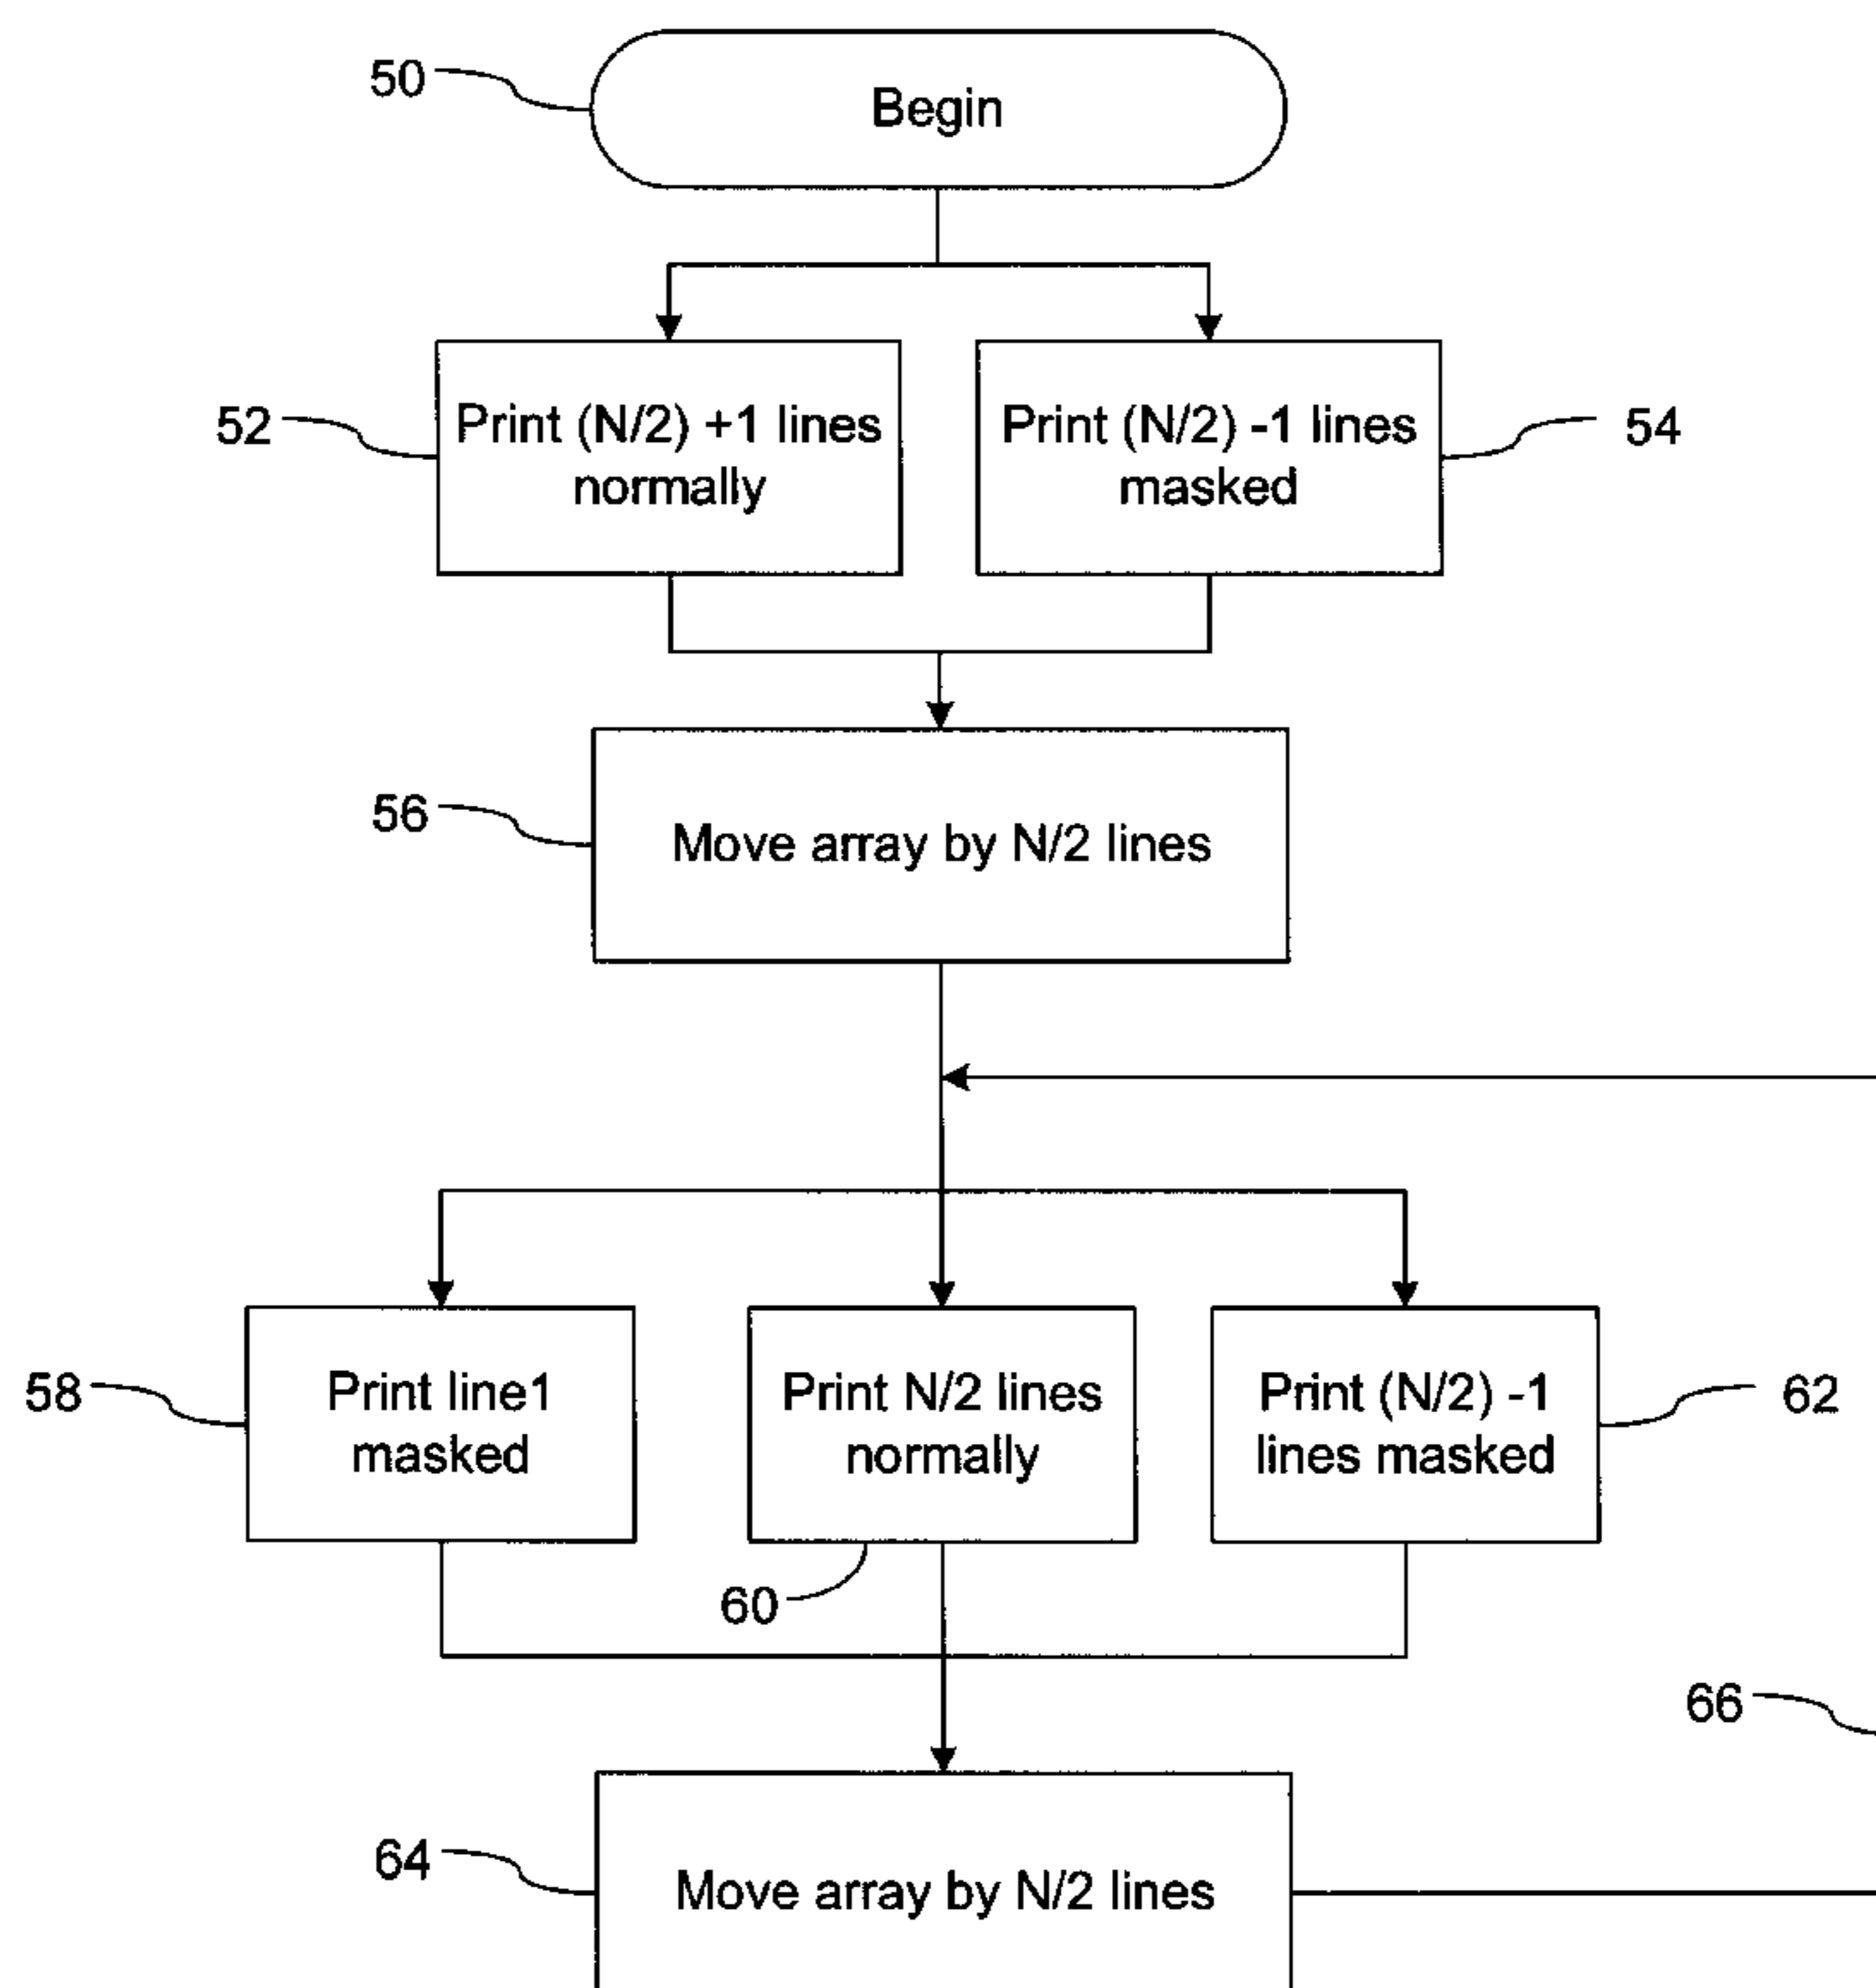 50
Begin
52
Print (N/2) +1 lines
normally
Print (N/2) -1 lines
masked
54
56
Move array by N/2 lines
58
Print line1
masked
Print N/2 lines
normally
Print (N/2) -1
lines masked
62
60
66
64
Move array by N/2 lines